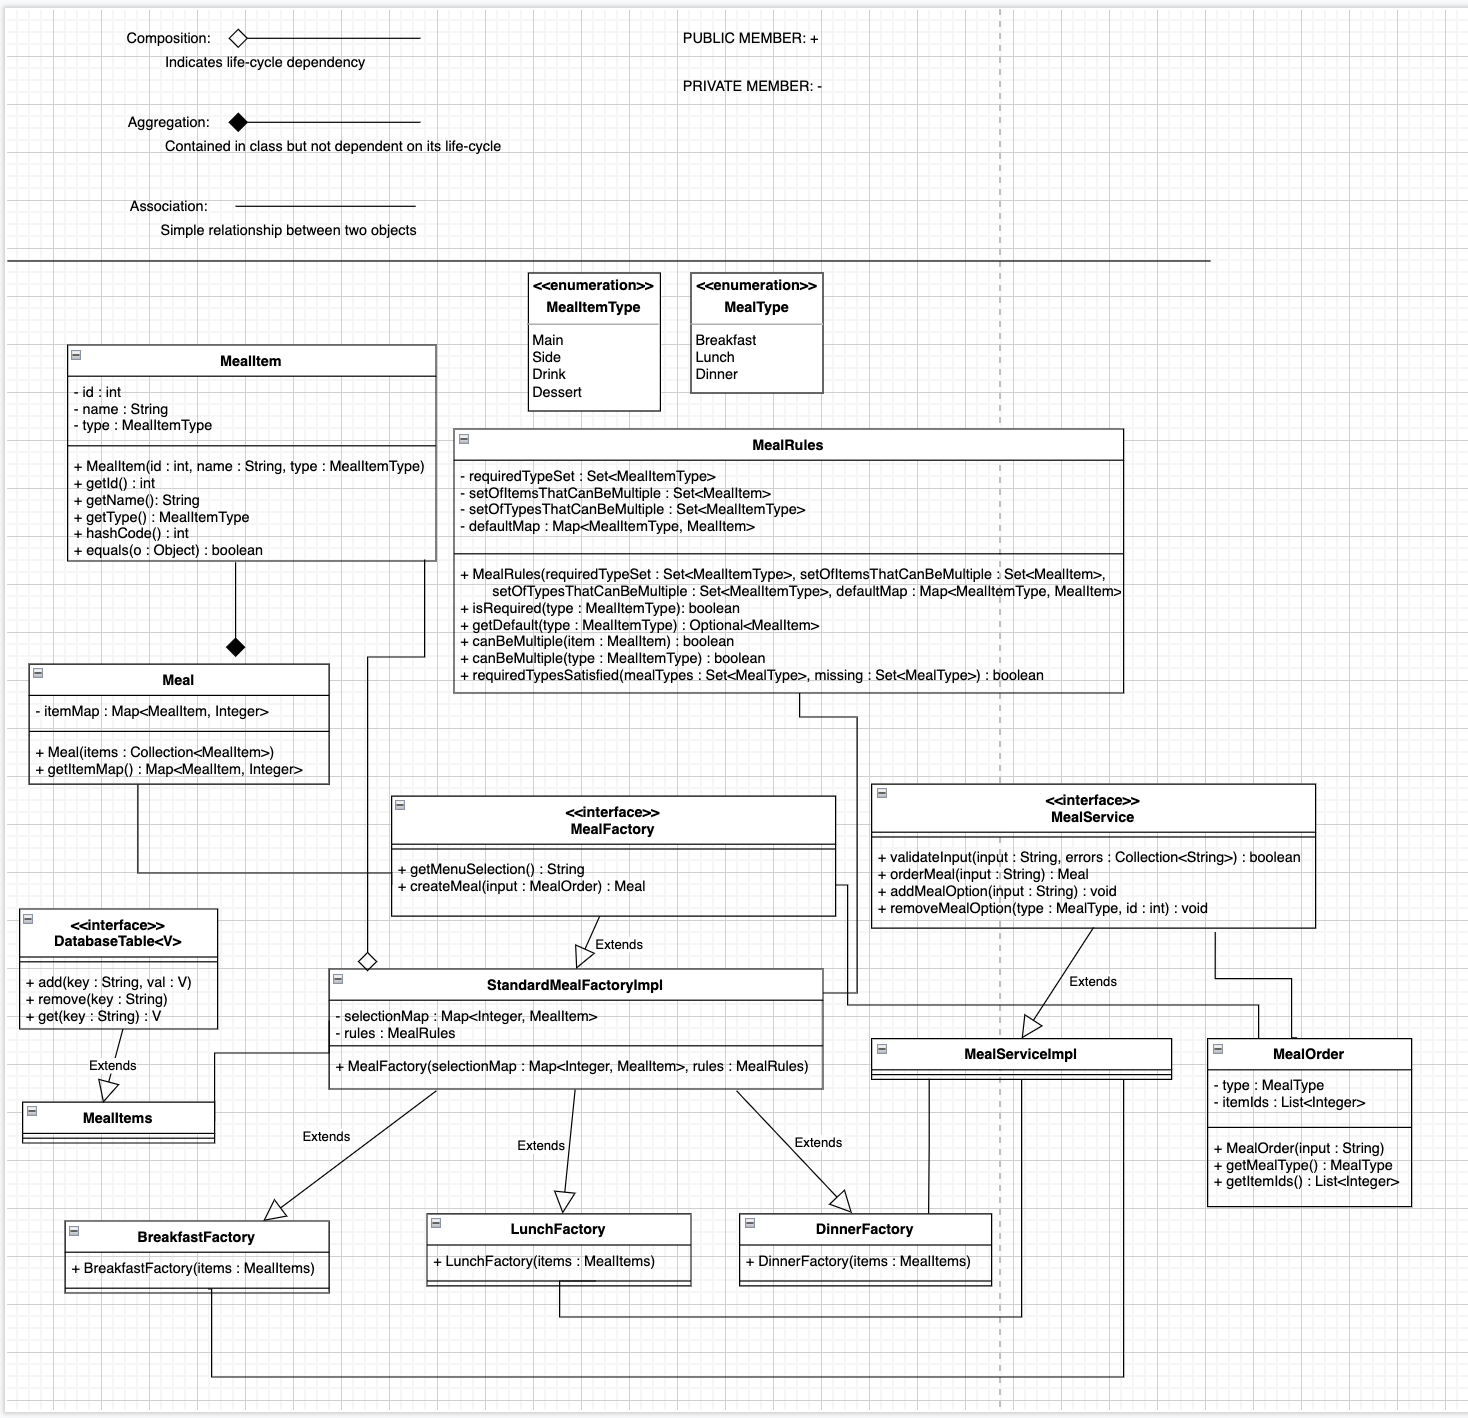 Composition:
Indicates life-cycle dependency
PUBLIC MEMBER: +
PRIVATE MEMBER: -
Aggregation:
Contained in class but not dependent on its life-cycle
Association:
Simple relationship between two objects
<<enumeration>>
MealItemType
Main
Side
Drink
Dessert
<<enumeration>>
MealType
Breakfast
Lunch
Dinner
MealItem
- id : int
- name : String
- type : MealItemType
+ MealItem(id : int, name : String, type : MealItemType)
+ getId() : int
+ getName(): String
+ getType() : MealItemType
+ hashCode() : int
+ equals(o : Object) : boolean
MealRules
- requiredTypeSet : Set<MealItemType>
- setOfItemsThatCanBeMultiple : Set<MealItem>
- setOfTypesThatCanBeMultiple : Set<MealItemType>
- defaultMap : Map<MealItemType, MealItem>
+ MealRules(requiredTypeSet : Set<MealItemType>, setOfItemsThatCanBeMultiple : Set<MealItem>,
setOfTypesThatCanBeMultiple : Set<MealItemType>, defaultMap : Map<MealItemType, MealItem>
+ isRequired(type : MealItemType): boolean
+ getDefault(type : MealItemType) : Optional<MealItem>
+ canBeMultiple(item : MealItem) : boolean
+ canBeMultiple(type : MealItemType) : boolean
+ requiredTypesSatisfied(mealTypes : Set<MealType>, missing : Set<MealType>) : boolean
Meal
- itemMap : Map<MealItem, Integer>
+ Meal(items : Collection<MealItem>)
+ getItemMap() : Map<MealItem, Integer>
<<interface>>
MealFactory
+ getMenuSelection() : String
+ createMeal(input : MealOrder) : Meal
<<interface>>
MealService
+ validateInput(input : String, errors : Collection<String>) : boolean
+ orderMeal(input : String) : Meal
+ addMealOption(input : String) : void
+ removeMealOption(type : MealType, id : int) : void
<<interface>>
DatabaseTable<V>
+ add(key : String, val : V)
+ remove(key : String)
+ get(key : String) : V
Extends
Extends
Extends
StandardMealFactoryImpl
- selectionMap : Map<Integer, MealItem>
- rules : MealRules
+ MealFactory(selectionMap : Map<Integer, MealItem>, rules : MealRules)
MealServiceImpl
MealOrder
- type : MealType
- itemIds : List<Integer>
+ MealOrder(input : String)
+ getMealType() : MealType
+ getItemIds() : List<Integer>
MealItems
Extends
Extends
Extends
BreakfastFactory
+ BreakfastFactory(items : MealItems)
LunchFactory
+ LunchFactory(items : MealItems)
DinnerFactory
+ DinnerFactory(items : MealItems)